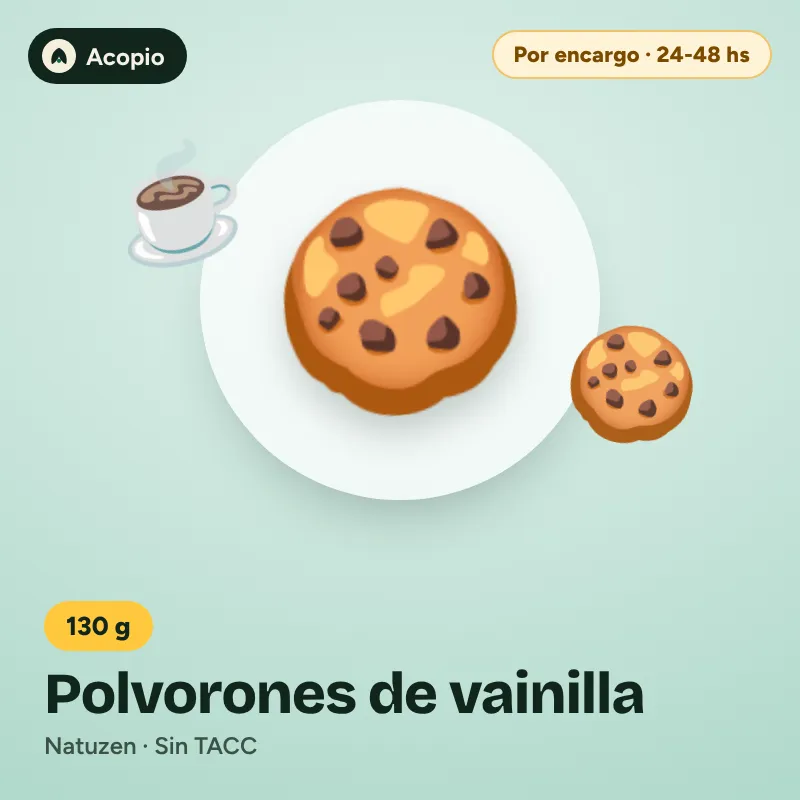 Acopio
Por encargo · 24-48 hs
130 g
Polvorones de vainilla
Natuzen · Sin TACC